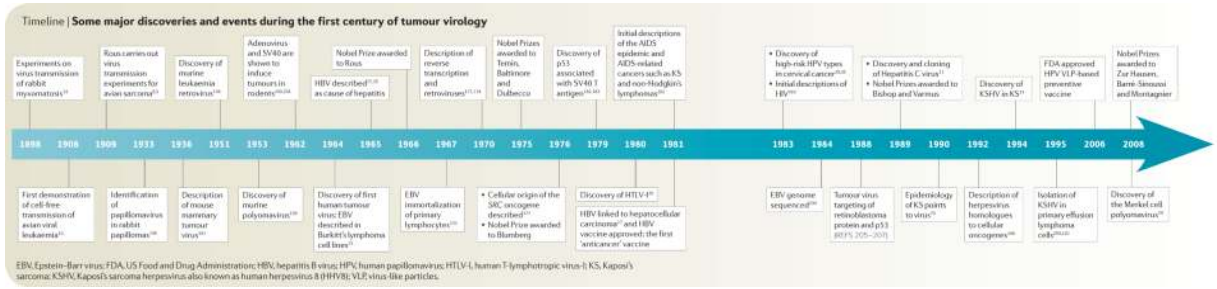 Timeline | Some major discoveries and events during the first century of tumour virology
Experiments on
virus transmission
of rabbit
myxomatosis
Rous carries out
virus
transmission
experiments for
avian sarcoma
Discovery of
murine
leukaemia
retrovirus
Adenovirus
and SV40 are
shown to
induce
tumours in
rodents
Nobel Prize awarded
to Rous
HBV described
as cause of hepatitis
Description of
reverse
transcription
and
retroviruses
Nobel Prizes
awarded to
Temin,
Baltimore
and
Dulbecco
Discovery of
p53
associated
with SV40 T
antigen
Initial descriptions
of the AIDS
epidemic and
AIDS-related
cancers such as KS
and non-Hodgkin's
lymphomas
• Discovery of
high-risk HPV types
in cervical cancer
• Initial descriptions of
HIV
• Discovery and cloning
of Hepatitis C virus
• Nobel Prizes awarded to
Bishop and Varmus
Discovery of
KSHV in KS
FDA approved
HPV VLP-based
preventive
vaccine
Nobel Prizes
awarded to
Zur Hausen,
Barré-Sinoussi
and Montagnier
1898 1908 1909 1933 1936 1951 1953 1962 1964 1965 1966 1967 1970 1975 1976 1979 1980 1981 1983 1984 1988 1989 1990 1992 1994 1995 2006 2008
First demonstration
of cell-free
transmission of
avian viral
leukaemia
Identification
of
papillomavirus
in rabbit
papillomas
Description
of mouse
mammary
tumour
virus
Discovery of
murine
polyomavirus
Discovery of first
human tumour
virus: EBV
described in
Burkitt's lymphoma
cell lines
EBV
immortalization
of primary
lymphocytes
• Cellular origin of the
SRC oncogene
described
• Nobel Prize awarded
to Blumberg
Discovery of HTLV-I
HBV linked to hepatocellular
carcinoma and HBV
vaccine approved: the first
'anticancer' vaccine
EBV genome
sequenced
Tumour virus
targeting of
retinoblastoma
protein and p53
(REFS 205–207)
Epidemiology
of KS points
to virus
Description of
herpesvirus
homologues
to cellular
oncogenes
Isolation of
KSHV in
primary effusion
lymphoma
cells
Discovery of
the Merkel cell
polyomavirus
EBV, Epstein–Barr virus; FDA, US Food and Drug Administration; HBV, hepatitis B virus; HPV, human papillomavirus; HTLV-I, human T-lymphotropic virus-I; KS, Kaposi's
sarcoma; KSHV, Kaposi's sarcoma herpesvirus also known as human herpesvirus 8 (HHV8); VLP, virus-like particles.